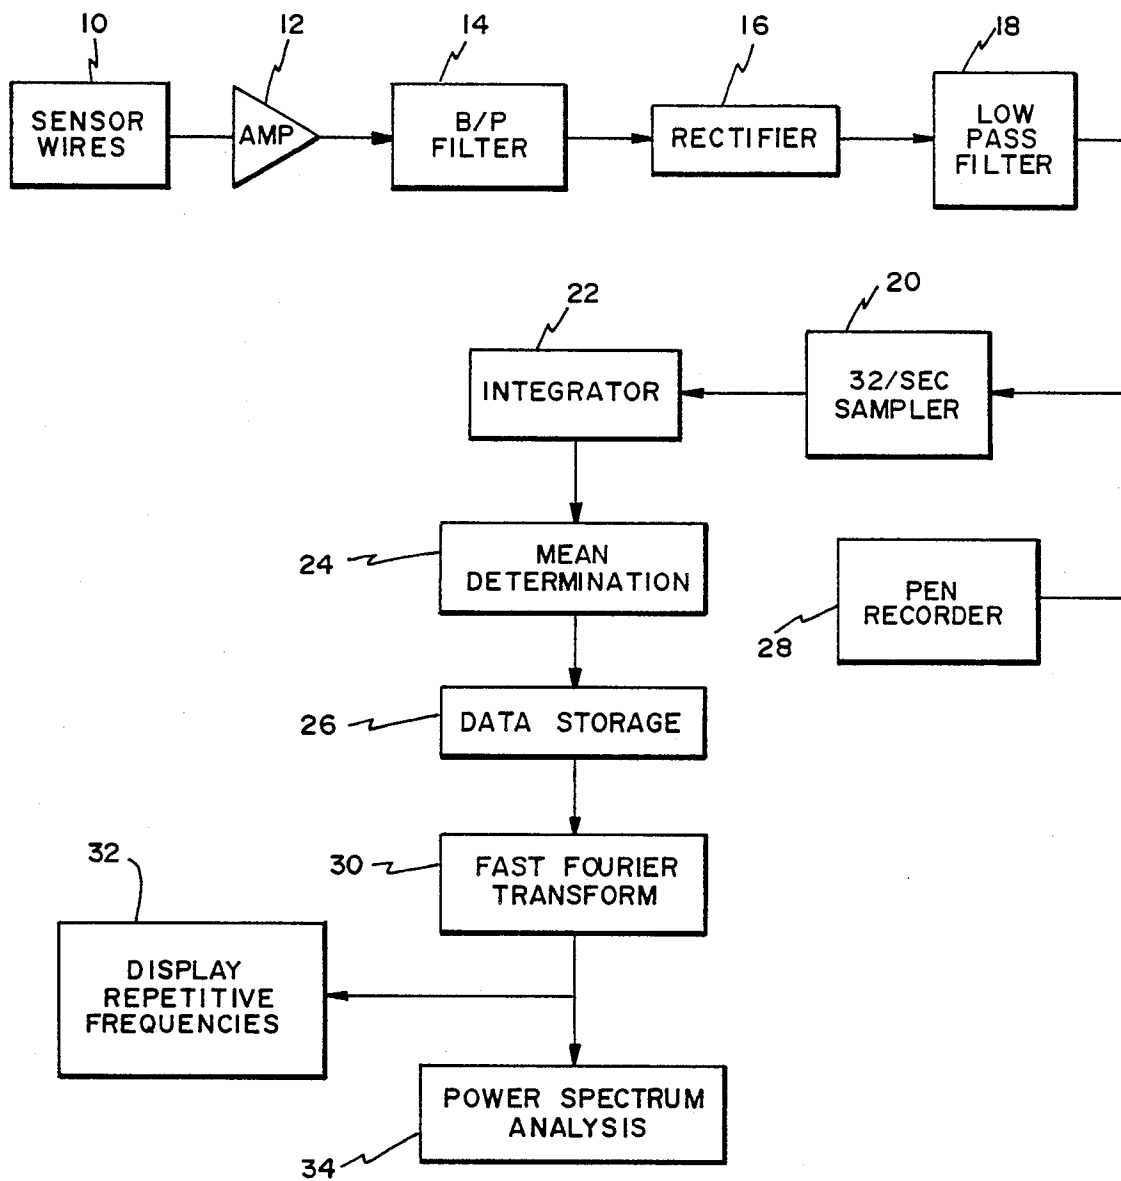 10
12
14
16
18
SENSOR
WIRES
AMP
B/P
FILTER
RECTIFIER
LOW
PASS
FILTER
22
20
INTEGRATOR
32/SEC
SAMPLER
24
MEAN
DETERMINATION
PEN
RECORDER
28
26
DATA STORAGE
32
30
FAST FOURIER
TRANSFORM
DISPLAY
REPETITIVE
FREQUENCIES
POWER SPECTRUM
ANALYSIS
34